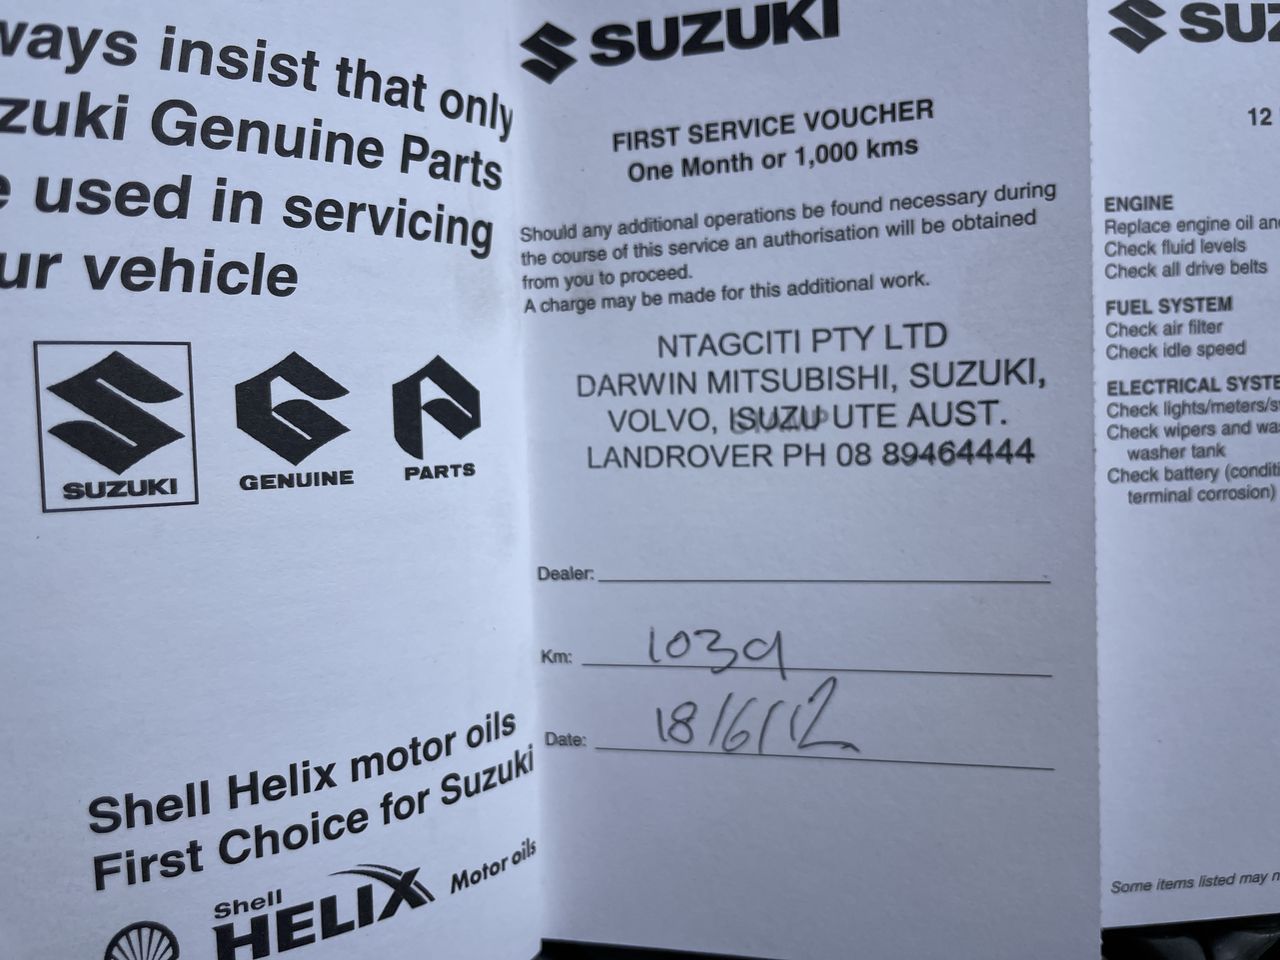 ways insist that only
zuki Genuine Parts
e used in servicing
ur vehicle
SUZUKI
GENUINE
PARTS
Shell Helix motor oils
First Choice for Suzuki
Shell
HELIX Motor oils
SUZUKI
FIRST SERVICE VOUCHER
One Month or 1,000 kms
Should any additional operations be found necessary during
the course of this service an authorisation will be obtained
from you to proceed.
A charge may be made for this additional work.
NTAGCITI PTY LTD
DARWIN MITSUBISHI, SUZUKI,
VOLVO, ISUZU UTE AUST.
LANDROVER PH 08 89464444
Dealer:
Km: 1039
Date: 18/6/12
SUZ
12
ENGINE
Replace engine oil an
Check fluid levels
Check all drive belts
FUEL SYSTEM
Check air filter
Check idle speed
ELECTRICAL SYSTE
Check lights/meters/s
Check wipers and wa
washer tank
Check battery (conditi
terminal corrosion)
Some items listed may n